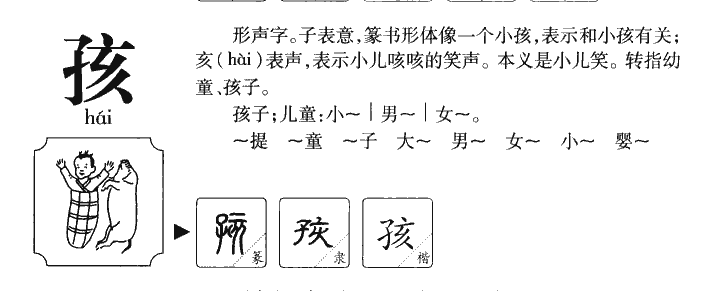 孩
hái
形声字。子表意,篆书形体像一个小孩,表示和小孩有关;
亥(hài)表声,表示小儿咳咳的笑声。本义是小儿笑。转指幼
童、孩子。
孩子;儿童:小～｜男～｜女～。
～提 ～童 ～子 大～ 男～ 女～ 小～ 婴～
孩 篆 孩 隶 孩 楷